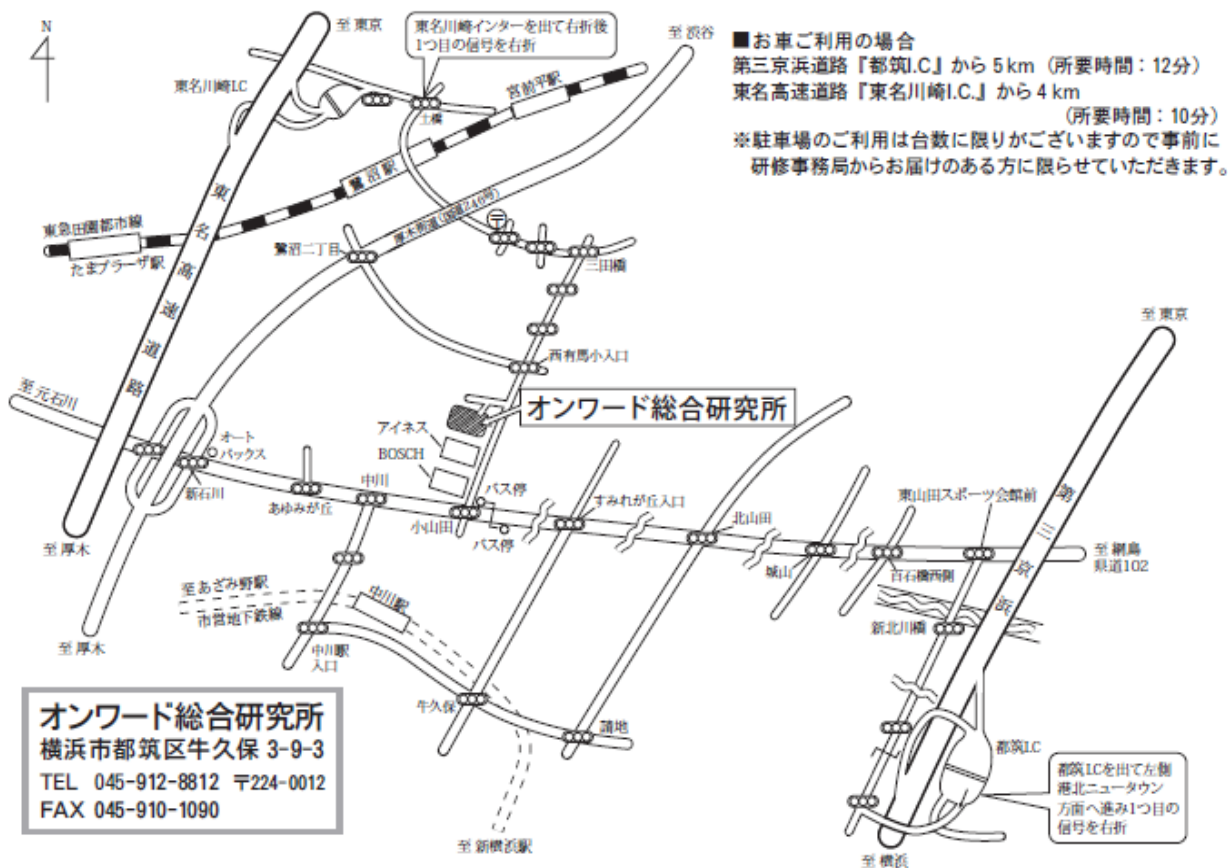 N
至 東京
東名川崎インターを出て右折後
1つ目の信号を右折
至 渋谷
■お車ご利用の場合
第三京浜道路『都筑I.C』から 5 km（所要時間：12分）
東名高速道路『東名川崎I.C.』から 4 km
（所要時間：10分）
※駐車場のご利用は台数に限りがございますので事前に
研修事務局からお届けのある方に限らせていただきます。
東名川崎I.C
土橋
宮前平駅
鷺沼駅
東名高速道路
東急田園都市線
たまプラーザ駅
厚木街道（国道246号）
鷺沼二丁目
〒
三田橋
西有馬小入口
至 東京
至 元石川
オンワード総合研究所
アイネス
BOSCH
オート
バックス
新石川
あゆみが丘
中川
小山田
バス停
バス停
すみれが丘入口
北山田
城山
百石橋西側
東山田スポーツ会館前
第三京浜
至 綱島
県道102
至 厚木
至 厚木
至 あざみ野駅
市営地下鉄線
中川駅
中川駅
入口
新北川橋
牛久保
請地
オンワード総合研究所
横浜市都筑区牛久保 3-9-3
TEL 045-912-8812 〒224-0012
FAX 045-910-1090
都筑I.C
都筑I.Cを出て左側
港北ニュータウン
方面へ進み1つ目の
信号を右折
至 新横浜駅
至 横浜